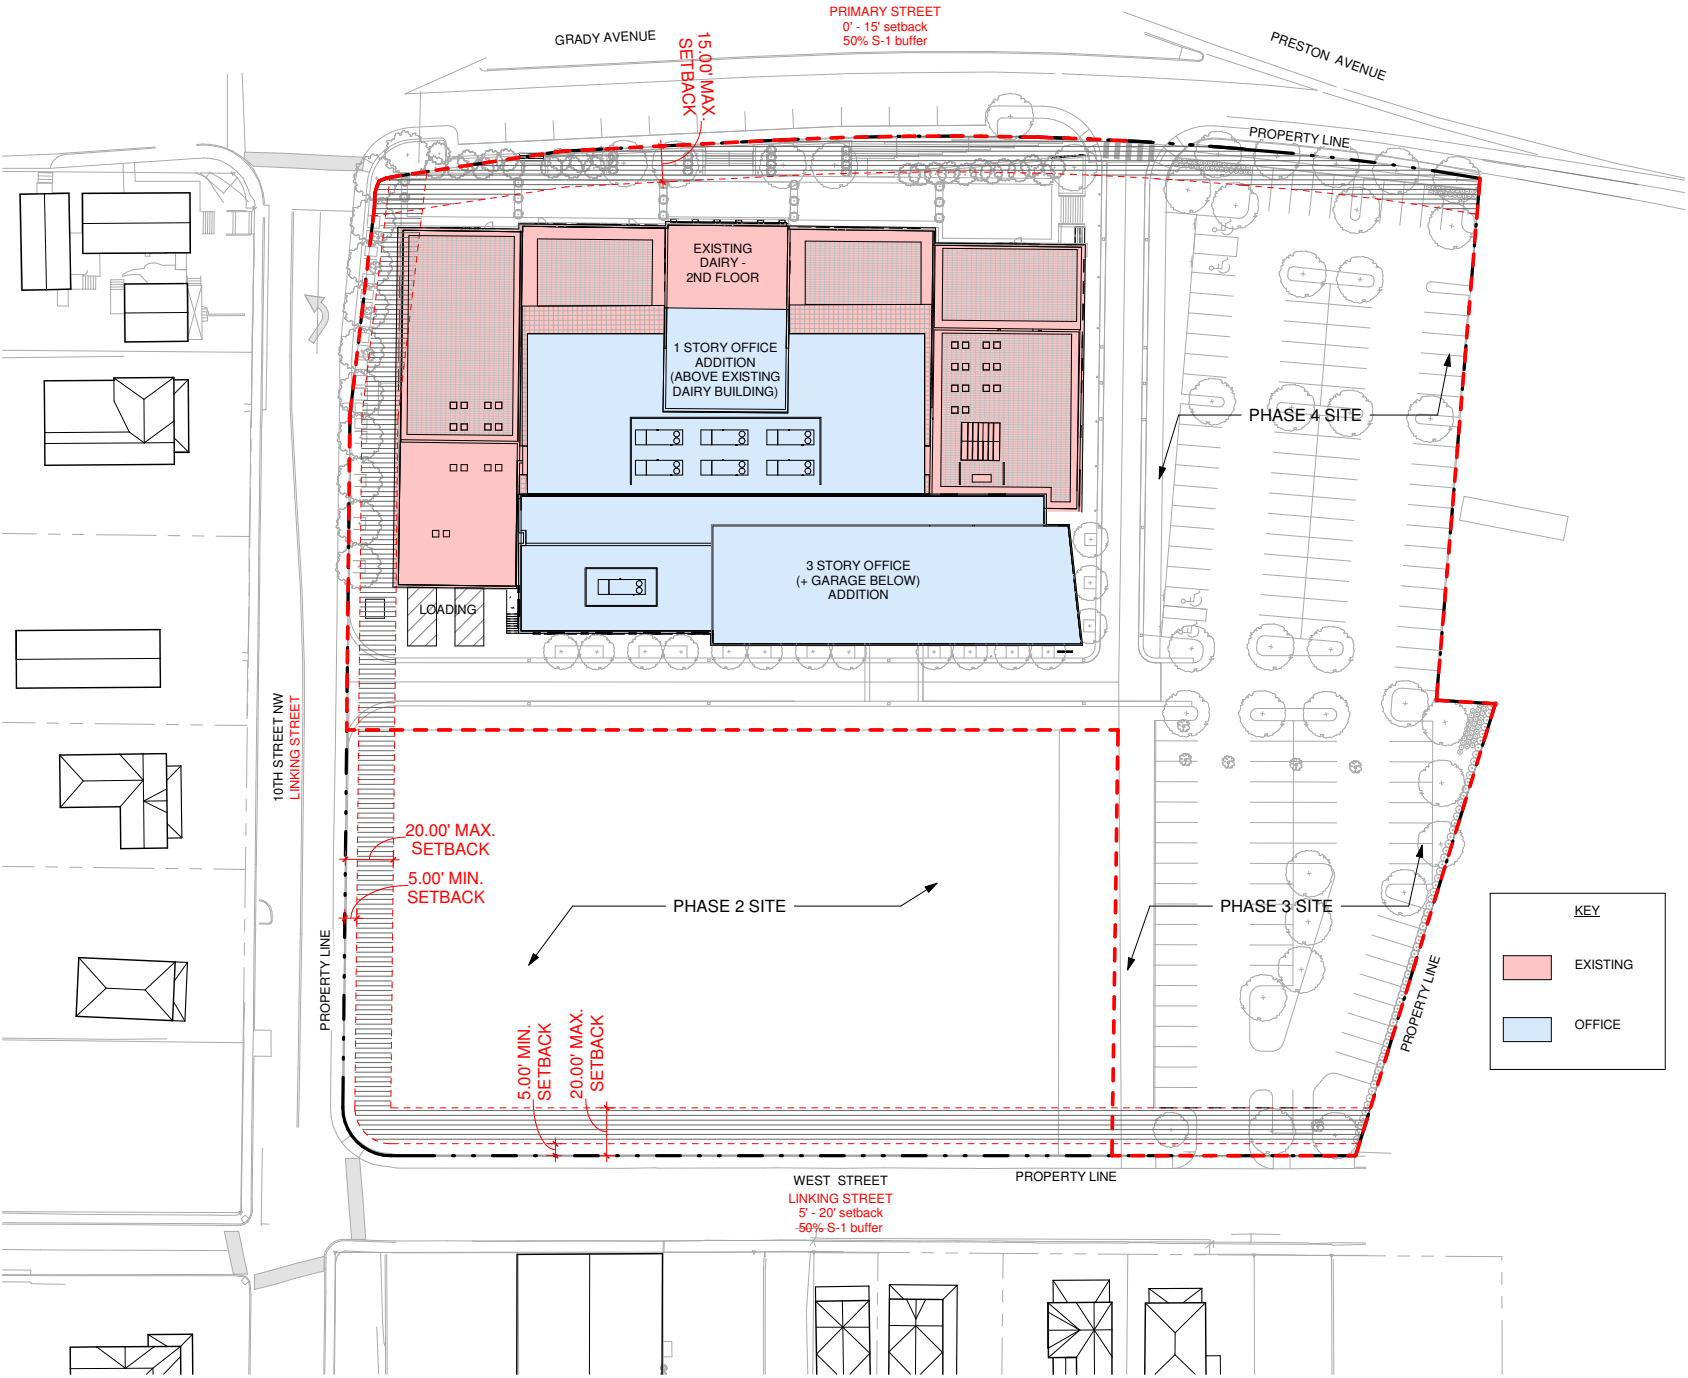 PRIMARY STREET
0' - 15' setback
50% S-1 buffer
GRADY AVENUE
PRESTON AVENUE
15.00' MAX.
SETBACK
PROPERTY LINE
EXISTING
DAIRY -
2ND FLOOR
1 STORY OFFICE
ADDITION
(ABOVE EXISTING
DAIRY BUILDING)
PHASE 4 SITE
3 STORY OFFICE
(+ GARAGE BELOW)
ADDITION
LOADING
10TH STREET NW
LINKING STREET
20.00' MAX.
SETBACK
5.00' MIN.
SETBACK
PHASE 2 SITE
PHASE 3 SITE
KEY
EXISTING
OFFICE
PROPERTY LINE
PROPERTY LINE
5.00' MIN.
SETBACK
20.00' MAX.
SETBACK
WEST STREET
PROPERTY LINE
LINKING STREET
5' - 20' setback
50% S-1 buffer